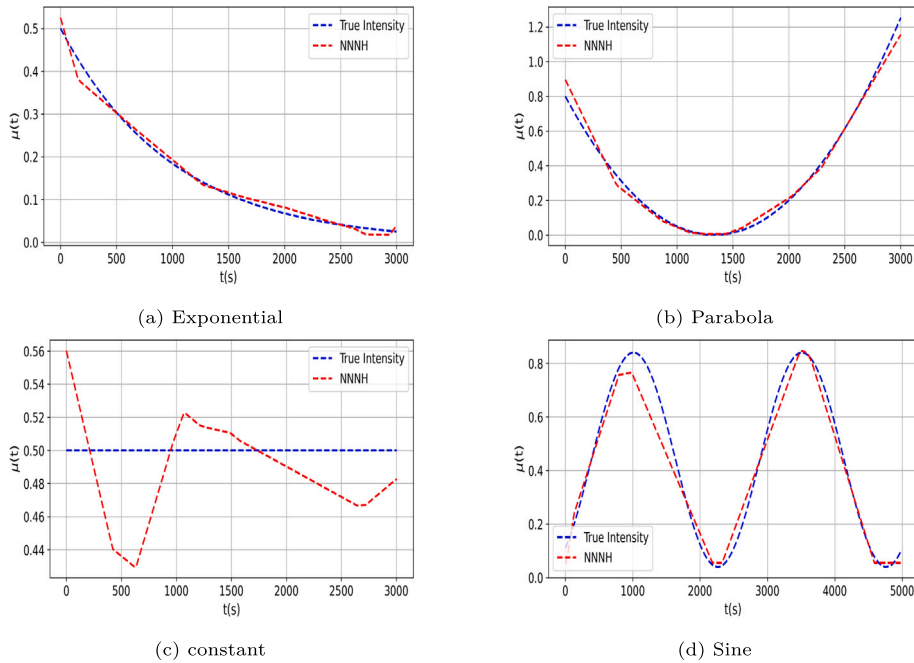 0.5
0.4
0.3
0.2
0.1
0.0
μ(t)
True Intensity
NNNH
0 500 1000 1500 2000 2500 3000
t(s)
(a) Exponential
1.2
1.0
0.8
0.6
0.4
0.2
0.0
μ(t)
True Intensity
NNNH
0 500 1000 1500 2000 2500 3000
t(s)
(b) Parabola
0.56
0.54
0.52
0.50
0.48
0.46
0.44
μ(t)
True Intensity
NNNH
0 500 1000 1500 2000 2500 3000
t(s)
(c) constant
0.8
0.6
0.4
0.2
0.0
μ(t)
True Intensity
NNNH
0 1000 2000 3000 4000 5000
t(s)
(d) Sine